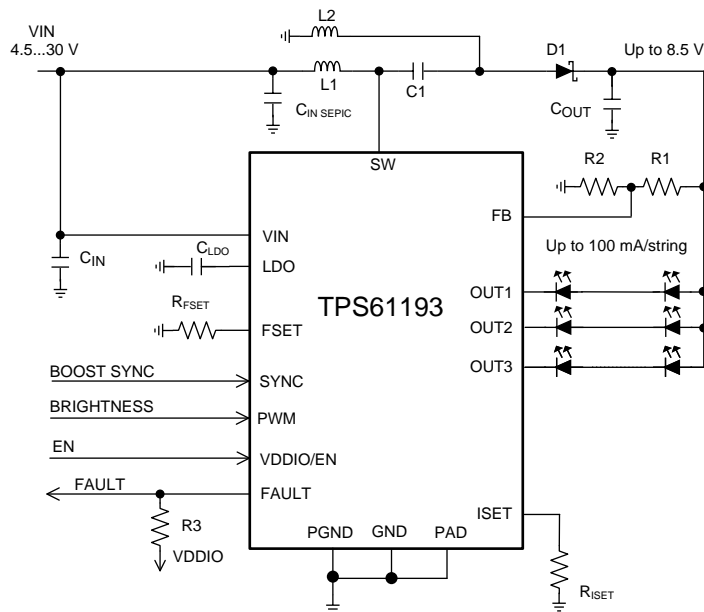 L2
VIN
4.5...30 V
D1
Up to 8.5 V
L1
C1
C IN SEPIC
COUT
SW
R2
R1
FB
VIN
CIN
CLDO
LDO
Up to 100 mA/string
TPS61193
OUT1
RFSET
FSET
OUT2
OUT3
BOOST SYNC
SYNC
BRIGHTNESS
PWM
EN
VDDIO/EN
FAULT
FAULT
ISET
R3
PGND
GND
PAD
VDDIO
RISET